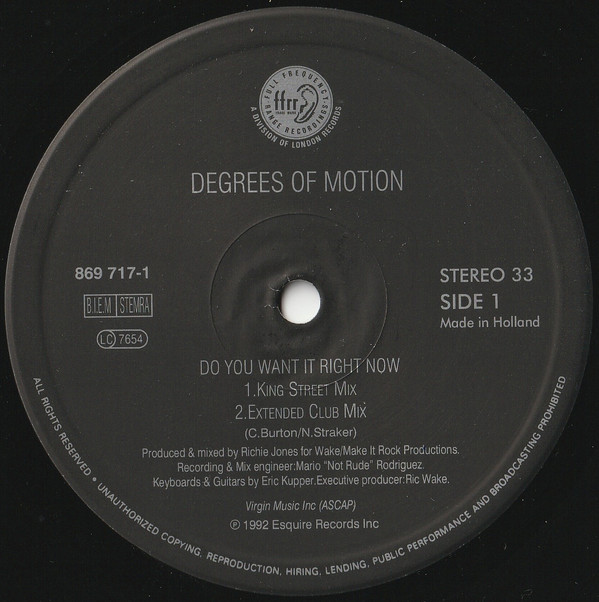 FULL FREQUENCY
ffrr
TRADE MARK
RANGE RECORDINGS
A DIVISION OF LONDON RECORDS
DEGREES OF MOTION
869 717-1
B.I.E.M STEMRA
LC 7654
STEREO 33
SIDE 1
Made in Holland
DO YOU WANT IT RIGHT NOW
1.KING STREET MIX
2.EXTENDED CLUB MIX
(C.Burton/N.Straker)
Produced & mixed by Richie Jones for Wake/Make It Rock Productions.
Recording & Mix engineer:Mario "Not Rude" Rodriguez.
Keyboards & Guitars by Eric Kupper.Executive producer:Ric Wake.
Virgin Music Inc (ASCAP)
℗ 1992 Esquire Records Inc
ALL RIGHTS RESERVED • UNAUTHORIZED COPYING, REPRODUCTION, HIRING, LENDING, PUBLIC PERFORMANCE AND BROADCASTING PROHIBITED